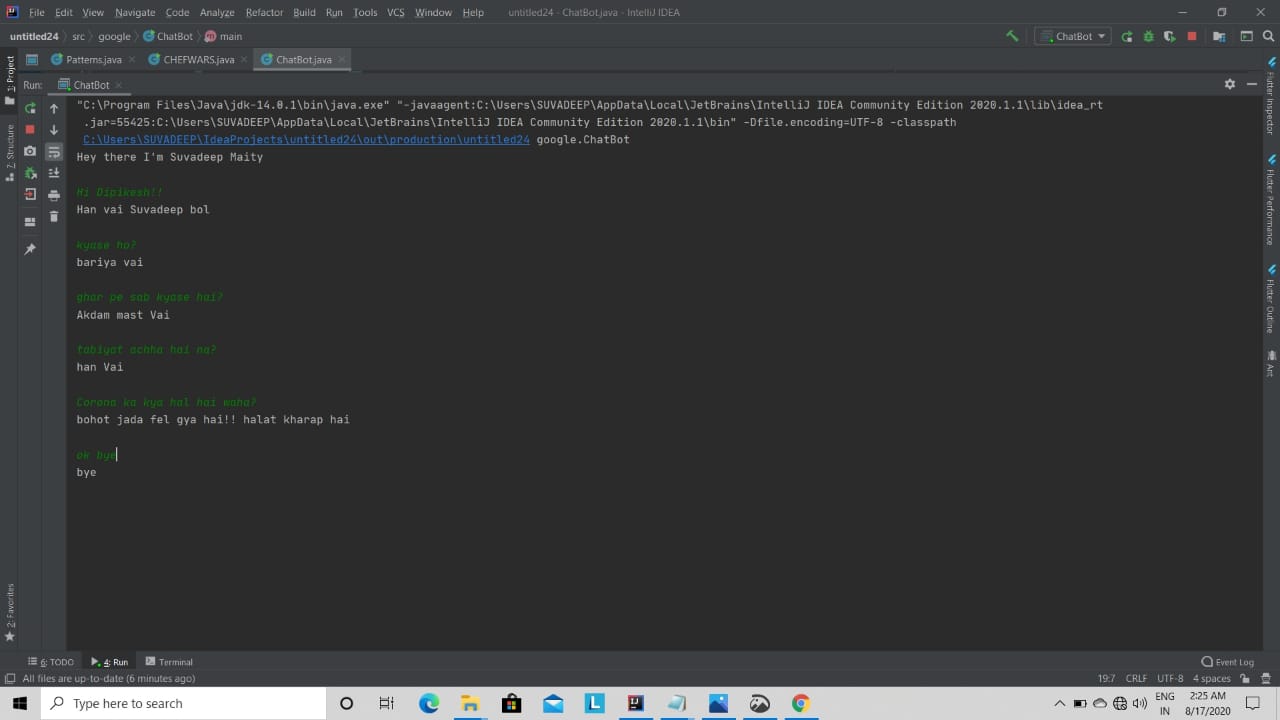 File Edit View Navigate Code Analyze Refactor Build Run Tools VCS Window Help untitled24 - ChatBot.java - IntelliJ IDEA
untitled24 src google ChatBot main ChatBot
Patterns.java CHEFWARS.java ChatBot.java
Run: ChatBot
"C:\Program Files\Java\jdk-14.0.1\bin\java.exe" "-javaagent:C:\Users\SUVADEEP\AppData\Local\JetBrains\IntelliJ IDEA Community Edition 2020.1.1\lib\idea_rt
.jar=55425:C:\Users\SUVADEEP\AppData\Local\JetBrains\IntelliJ IDEA Community Edition 2020.1.1\bin" -Dfile.encoding=UTF-8 -classpath
C:\Users\SUVADEEP\IdeaProjects\untitled24\out\production\untitled24 google.ChatBot
Hey there I'm Suvadeep Maity
Hi Dipikesh!!
Han vai Suvadeep bol
kyase ho?
bariya vai
ghar pe sab kyase hai?
Akdam mast Vai
tabiyat achha hai na?
han Vai
Corona ka kya hal hai waha?
bohot jada fel gya hai!! halat kharap hai
ok bye
bye
1: Project
7: Structure
2: Favorites
Flutter Inspector
Flutter Performance
Flutter Outline
Ant
6: TODO 4: Run Terminal Event Log
All files are up-to-date (6 minutes ago) 19:7 CRLF UTF-8 4 spaces
Type here to search
ENG
IN
2:25 AM
8/17/2020